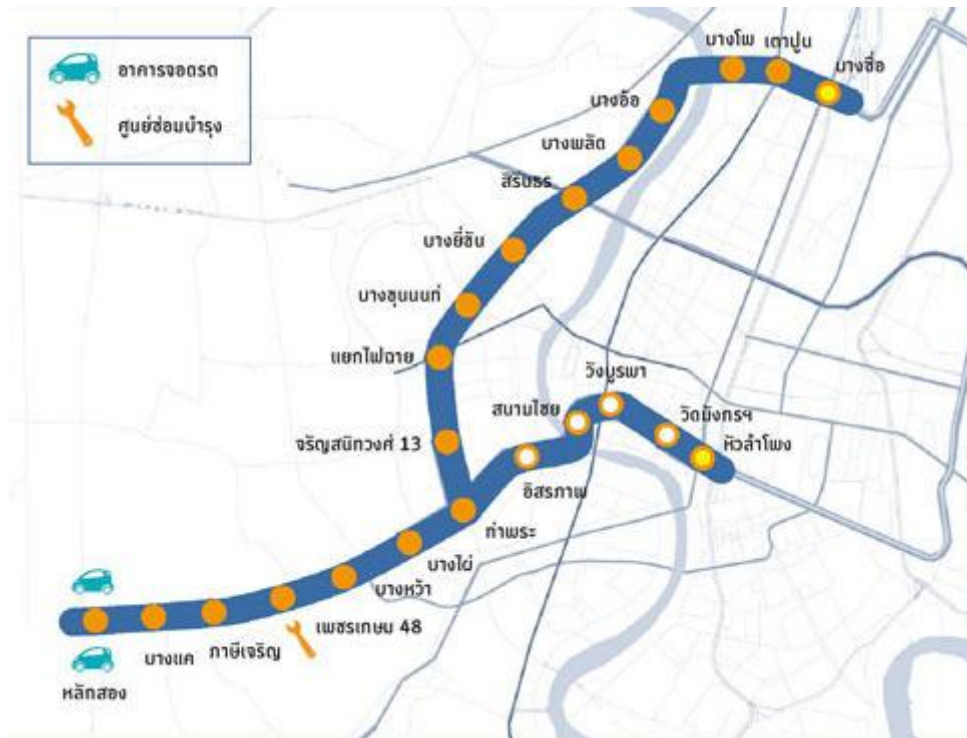 อาคารจอดรถ
ศูนย์ซ่อมบำรุง
บางโพ
เตาปูน
บางซื่อ
บางอ้อ
บางพลัด
สิรินธร
บางยี่ขัน
บางขุนนนท์
แยกไฟฉาย
จรัญสนิทวงศ์ 13
วังบูรพา
สนามไชย
วัดมังกรฯ
หัวลำโพง
อิสรภาพ
ท่าพระ
บางไผ่
บางหว้า
เพชรเกษม 48
ภาษีเจริญ
บางแค
หลักสอง